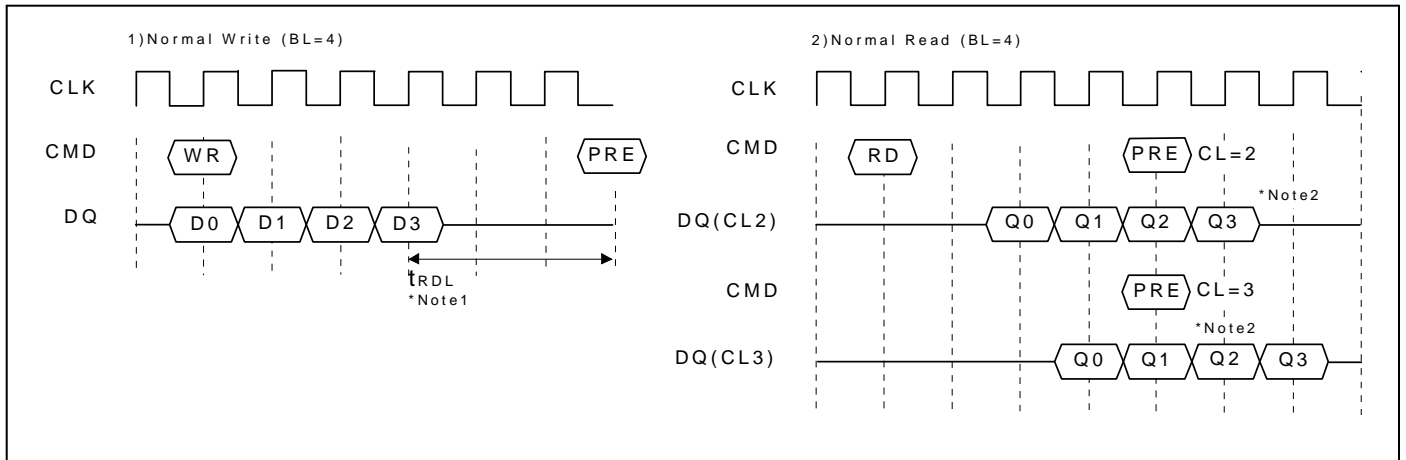 1)Normal Write (BL=4)
CLK
CMD
WR
PRE
DQ
D0
D1
D2
D3
tRDL
*Note1
2)Normal Read (BL=4)
CLK
CMD
RD
PRE
CL=2
*Note2
DQ(CL2)
Q0
Q1
Q2
Q3
CMD
PRE
CL=3
*Note2
DQ(CL3)
Q0
Q1
Q2
Q3